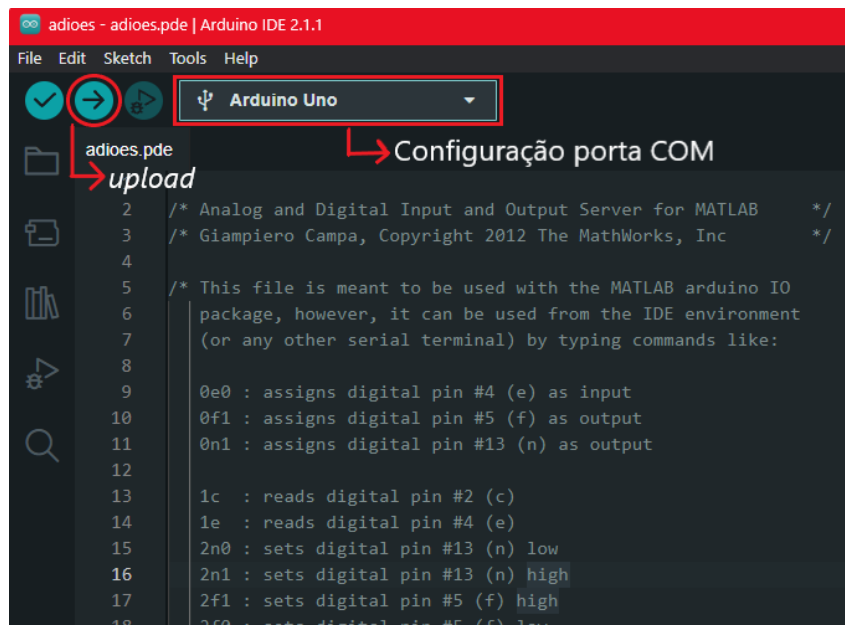 adioes - adioes.pde | Arduino IDE 2.1.1
File Edit Sketch Tools Help
Arduino Uno
adioes.pde
Configuração porta COM
upload
2 /* Analog and Digital Input and Output Server for MATLAB */
3 /* Giampiero Campa, Copyright 2012 The MathWorks, Inc */
4
5 /* This file is meant to be used with the MATLAB arduino IO
6 package, however, it can be used from the IDE environment
7 (or any other serial terminal) by typing commands like:
8
9 0e0 : assigns digital pin #4 (e) as input
10 0f1 : assigns digital pin #5 (f) as output
11 0n1 : assigns digital pin #13 (n) as output
12
13 1c : reads digital pin #2 (c)
14 1e : reads digital pin #4 (e)
15 2n0 : sets digital pin #13 (n) low
16 2n1 : sets digital pin #13 (n) high
17 2f1 : sets digital pin #5 (f) high
18 2f0 : sets digital pin #5 (f) low